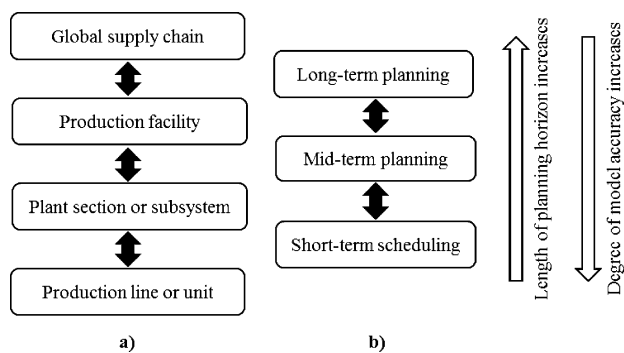 Global supply chain
Production facility
Plant section or subsystem
Production line or unit
a)
Long-term planning
Mid-term planning
Short-term scheduling
b)
Length of planning horizon increases
Degree of model accuracy increases